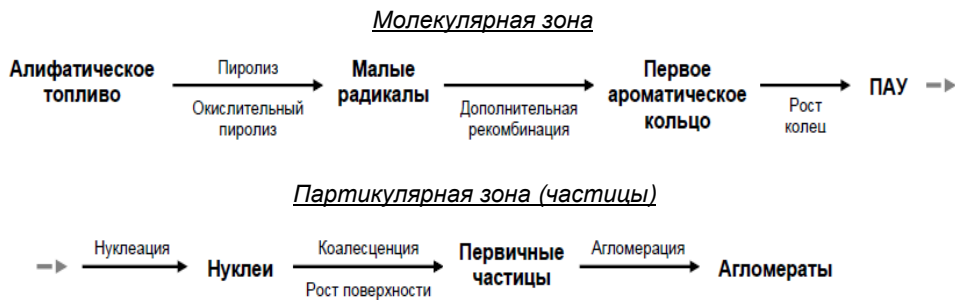 Молекулярная зона
Алифатическое
топливо
Пиролиз
Окислительный
пиролиз
Малые
радикалы
Дополнительная
рекомбинация
Первое
ароматическое
кольцо
Рост
колец
ПАУ
Партикулярная зона (частицы)
Нуклеация
Нуклеи
Коалесценция
Рост поверхности
Первичные
частицы
Агломерация
Агломераты